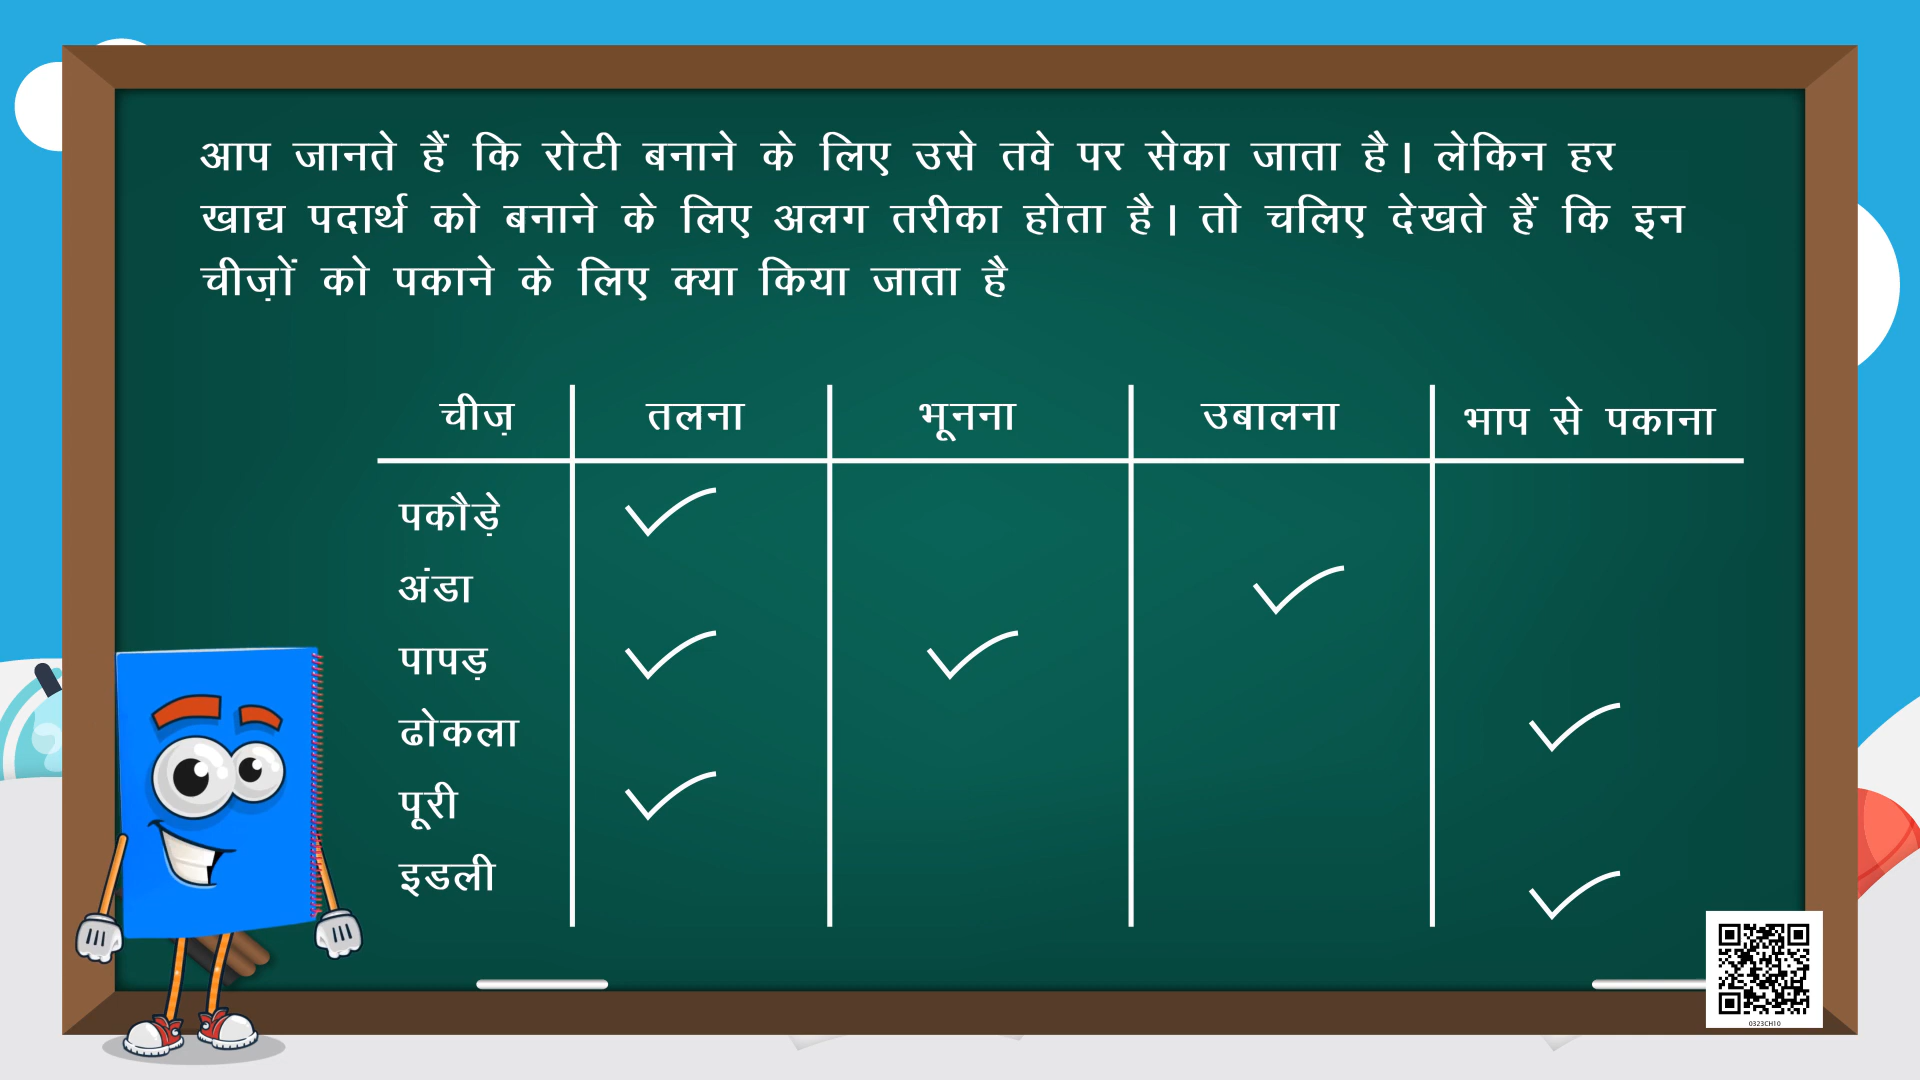 आप जानते हैं कि रोटी बनाने के लिए उसे तवे पर सेका जाता है। लेकिन हर
खाद्य पदार्थ को बनाने के लिए अलग तरीका होता है। तो चलिए देखते हैं कि इन
चीज़ों को पकाने के लिए क्या किया जाता है
चीज़ तलना भूनना उबालना भाप से पकाना
पकौड़े ✓
अंडा ✓
पापड़ ✓ ✓
ढोकला ✓
पूरी ✓
इडली ✓
0323CH10